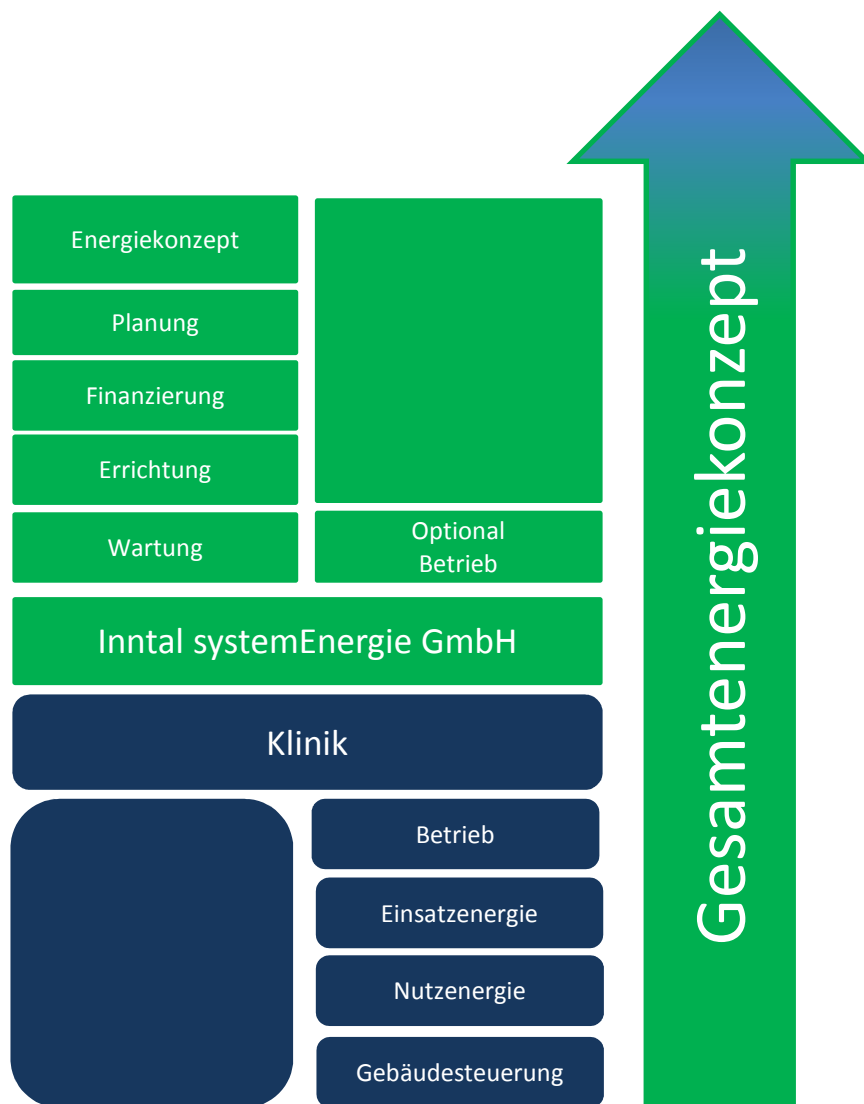 Energiekonzept
Planung
Finanzierung
Errichtung
Wartung
Optional
Betrieb
Inntal systemEnergie GmbH
Klinik
Betrieb
Einsatzenergie
Nutzenergie
Gebäudesteuerung
Gesamtenergiekonzept